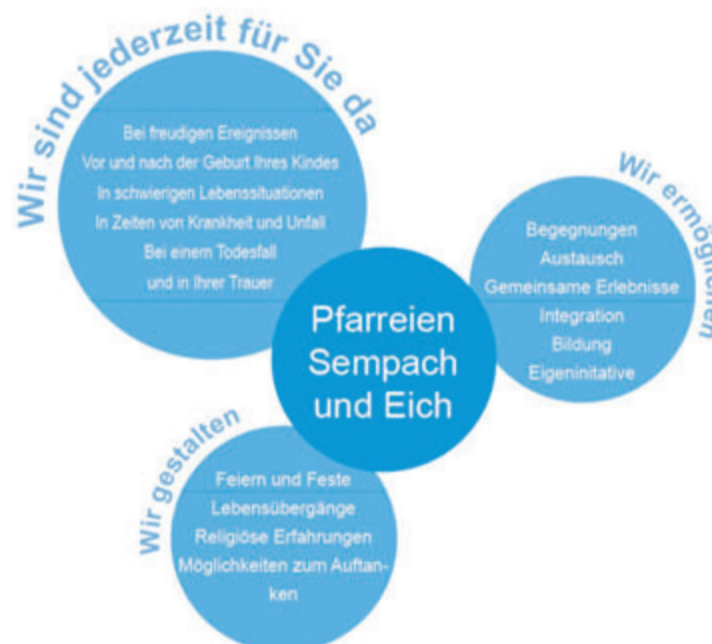 Wir sind jederzeit für Sie da
Bei freudigen Ereignissen
Vor und nach der Geburt Ihres Kindes
In schwierigen Lebenssituationen
In Zeiten von Krankheit und Unfall
Bei einem Todesfall
und in Ihrer Trauer
Wir ermöglichen
Begegnungen
Austausch
Gemeinsame Erlebnisse
Integration
Bildung
Eigeninitative
Pfarreien
Sempach
und Eich
Wir gestalten
Feiern und Feste
Lebensübergänge
Religiöse Erfahrungen
Möglichkeiten zum Auftan-
ken